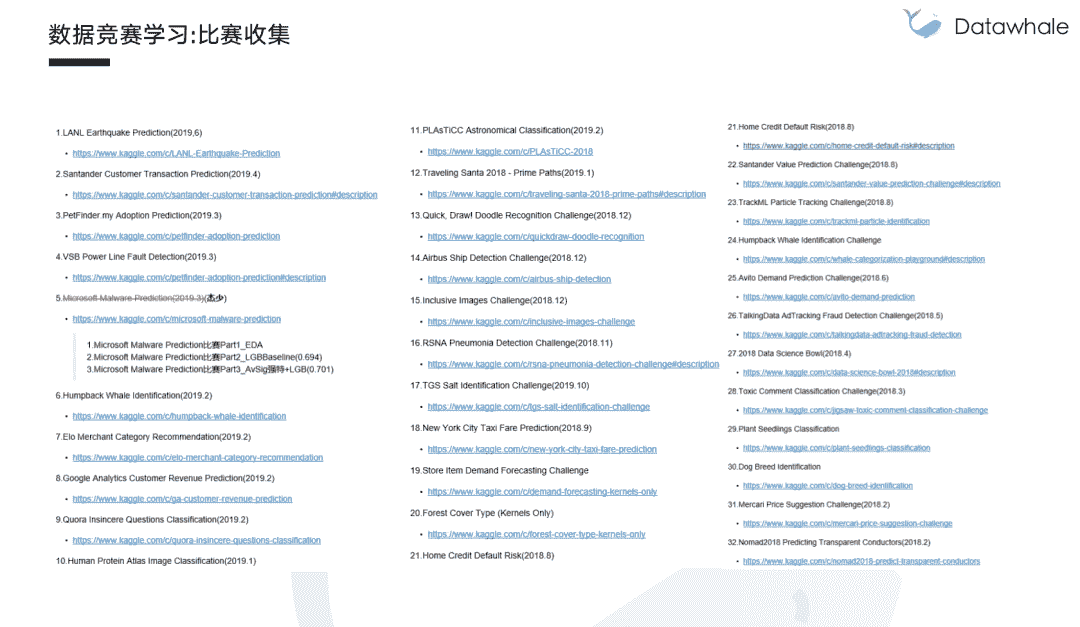 数据竞赛学习:比赛收集
Datawhale
1.LANL Earthquake Prediction(2019,6)
• https://www.kaggle.com/c/LANL-Earthquake-Prediction
2.Santander Customer Transaction Prediction(2019.4)
• https://www.kaggle.com/c/santander-customer-transaction-prediction#description
3.PetFinder.my Adoption Prediction(2019.3)
• https://www.kaggle.com/c/petfinder-adoption-prediction
4.VSB Power Line Fault Detection(2019.3)
• https://www.kaggle.com/c/petfinder-adoption-prediction#description
5.Microsoft Malware Prediction(2019.3)(杰少)
• https://www.kaggle.com/c/microsoft-malware-prediction
1.Microsoft Malware Prediction比赛Part1_EDA
2.Microsoft Malware Prediction比赛Part2_LGBBaseline(0.694)
3.Microsoft Malware Prediction比赛Part3_AvSig强特+LGB(0.701)
6.Humpback Whale Identification(2019.2)
• https://www.kaggle.com/c/humpback-whale-identification
7.Elo Merchant Category Recommendation(2019.2)
• https://www.kaggle.com/c/elo-merchant-category-recommendation
8.Google Analytics Customer Revenue Prediction(2019.2)
• https://www.kaggle.com/c/ga-customer-revenue-prediction
9.Quora Insincere Questions Classification(2019.2)
• https://www.kaggle.com/c/quora-insincere-questions-classification
10.Human Protein Atlas Image Classification(2019.1)
11.PLAsTiCC Astronomical Classification(2019.2)
• https://www.kaggle.com/c/PLAsTiCC-2018
12.Traveling Santa 2018 - Prime Paths(2019.1)
• https://www.kaggle.com/c/traveling-santa-2018-prime-paths#description
13.Quick, Draw! Doodle Recognition Challenge(2018.12)
• https://www.kaggle.com/c/quickdraw-doodle-recognition
14.Airbus Ship Detection Challenge(2018.12)
• https://www.kaggle.com/c/airbus-ship-detection
15.Inclusive Images Challenge(2018.12)
• https://www.kaggle.com/c/inclusive-images-challenge
16.RSNA Pneumonia Detection Challenge(2018.11)
• https://www.kaggle.com/c/rsna-pneumonia-detection-challenge#description
17.TGS Salt Identification Challenge(2019.10)
• https://www.kaggle.com/c/tgs-salt-identification-challenge
18.New York City Taxi Fare Prediction(2018.9)
• https://www.kaggle.com/c/new-york-city-taxi-fare-prediction
19.Store Item Demand Forecasting Challenge
• https://www.kaggle.com/c/demand-forecasting-kernels-only
20.Forest Cover Type (Kernels Only)
• https://www.kaggle.com/c/forest-cover-type-kernels-only
21.Home Credit Default Risk(2018.8)
21.Home Credit Default Risk(2018.8)
• https://www.kaggle.com/c/home-credit-default-risk#description
22.Santander Value Prediction Challenge(2018.8)
• https://www.kaggle.com/c/santander-value-prediction-challenge#description
23.TrackML Particle Tracking Challenge(2018.8)
• https://www.kaggle.com/c/trackml-particle-identification
24.Humpback Whale Identification Challenge
• https://www.kaggle.com/c/whale-categorization-playground#description
25.Avito Demand Prediction Challenge(2018.6)
• https://www.kaggle.com/c/avito-demand-prediction
26.TalkingData AdTracking Fraud Detection Challenge(2018.5)
• https://www.kaggle.com/c/talkingdata-adtracking-fraud-detection
27.2018 Data Science Bowl(2018.4)
• https://www.kaggle.com/c/data-science-bowl-2018#description
28.Toxic Comment Classification Challenge(2018.3)
• https://www.kaggle.com/c/jigsaw-toxic-comment-classification-challenge
29.Plant Seedlings Classification
• https://www.kaggle.com/c/plant-seedlings-classification
30.Dog Breed Identification
• https://www.kaggle.com/c/dog-breed-identification
31.Mercari Price Suggestion Challenge(2018.2)
• https://www.kaggle.com/c/mercari-price-suggestion-challenge
32.Nomad2018 Predicting Transparent Conductors(2018.2)
• https://www.kaggle.com/c/nomad2018-predict-transparent-conductors